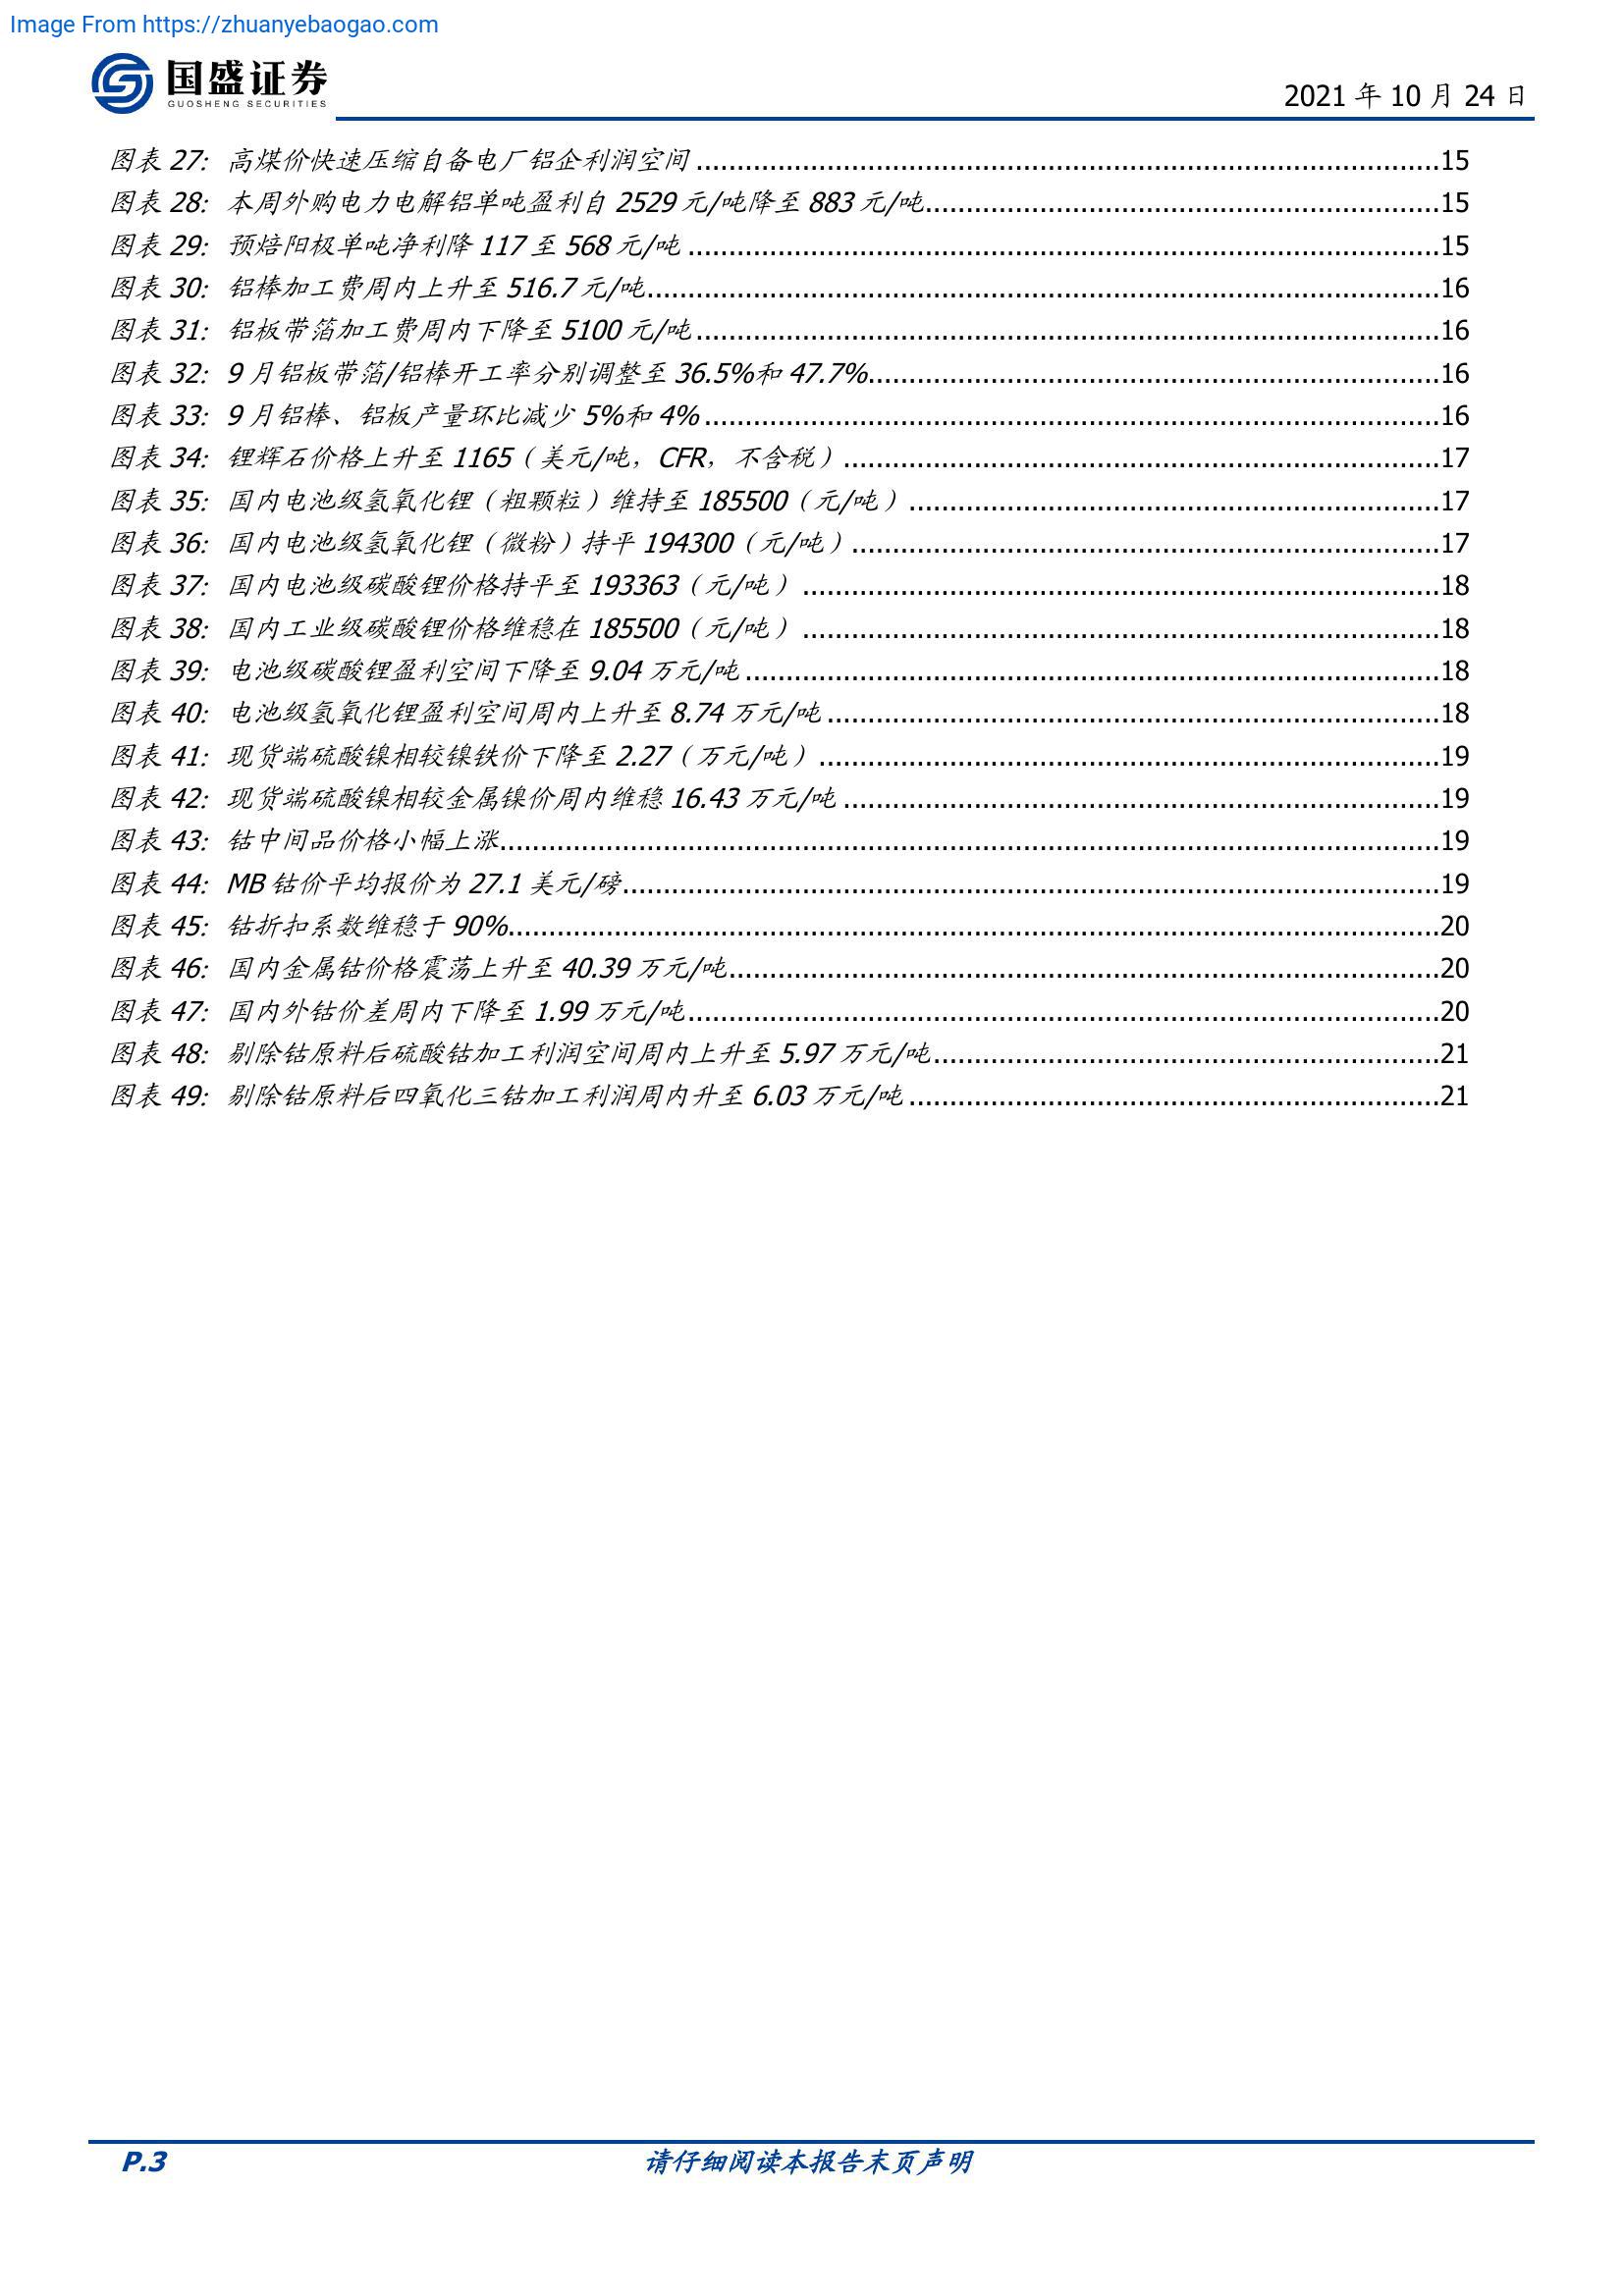 Image From https://zhuanyebaogao.com
国盛证券
GUOSHENG SECURITIES
2021 年 10 月 24 日
图表 27：高煤价快速压缩自备电厂铝企利润空间 ........ 15
图表 28：本周外购电力电解铝单吨盈利自 2529 元/吨降至 883 元/吨........ 15
图表 29：预焙阳极单吨净利降 117 至 568 元/吨 ........ 15
图表 30：铝棒加工费周内上升至 516.7 元/吨........ 16
图表 31：铝板带箔加工费周内下降至 5100 元/吨 ........ 16
图表 32：9 月铝板带箔/铝棒开工率分别调整至 36.5%和 47.7%........ 16
图表 33：9 月铝棒、铝板产量环比减少 5%和 4% ........ 16
图表 34：锂辉石价格上升至 1165（美元/吨，CFR，不含税）........ 17
图表 35：国内电池级氢氧化锂（粗颗粒）维持至 185500（元/吨）........ 17
图表 36：国内电池级氢氧化锂（微粉）持平 194300（元/吨）........ 17
图表 37：国内电池级碳酸锂价格持平至 193363（元/吨）........ 18
图表 38：国内工业级碳酸锂价格维稳在 185500（元/吨）........ 18
图表 39：电池级碳酸锂盈利空间下降至 9.04 万元/吨 ........ 18
图表 40：电池级氢氧化锂盈利空间周内上升至 8.74 万元/吨 ........ 18
图表 41：现货端硫酸镍相较镍铁价下降至 2.27（万元/吨）........ 19
图表 42：现货端硫酸镍相较金属镍价周内维稳 16.43 万元/吨 ........ 19
图表 43：钴中间品价格小幅上涨........ 19
图表 44：MB 钴价平均报价为 27.1 美元/磅........ 19
图表 45：钴折扣系数维稳于 90%........ 20
图表 46：国内金属钴价格震荡上升至 40.39 万元/吨........ 20
图表 47：国内外钴价差周内下降至 1.99 万元/吨........ 20
图表 48：剔除钴原料后硫酸钴加工利润空间周内上升至 5.97 万元/吨........ 21
图表 49：剔除钴原料后四氧化三钴加工利润周内升至 6.03 万元/吨 ........ 21
P.3
请仔细阅读本报告末页声明